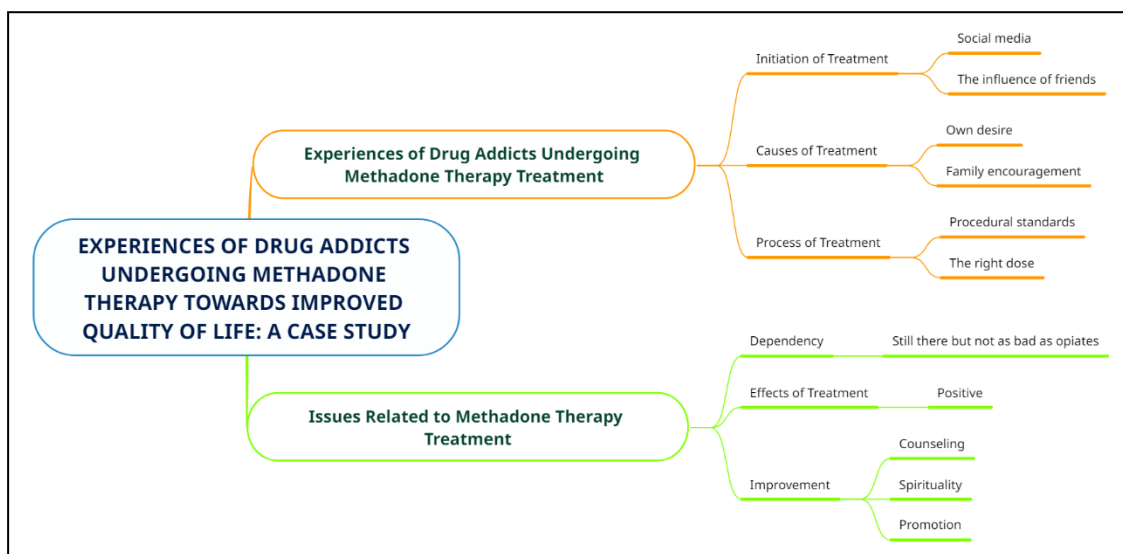 EXPERIENCES OF DRUG ADDICTS
UNDERGOING METHADONE
THERAPY TOWARDS IMPROVED
QUALITY OF LIFE: A CASE STUDY
Experiences of Drug Addicts Undergoing
Methadone Therapy Treatment
Initiation of Treatment
Social media
The influence of friends
Causes of Treatment
Own desire
Family encouragement
Process of Treatment
Procedural standards
The right dose
Issues Related to Methadone Therapy
Treatment
Dependency
Still there but not as bad as opiates
Effects of Treatment
Positive
Improvement
Counseling
Spirituality
Promotion